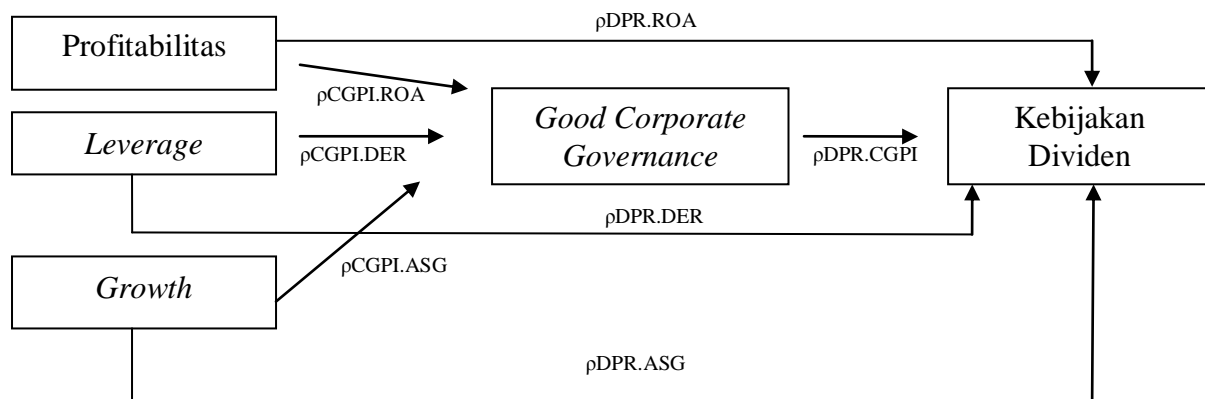 ρDPR.ROA
Profitabilitas
ρCGPI.ROA
Good Corporate
Governance
Kebijakan
Dividen
Leverage
ρCGPI.DER
ρDPR.CGPI
ρDPR.DER
ρCGPI.ASG
Growth
ρDPR.ASG